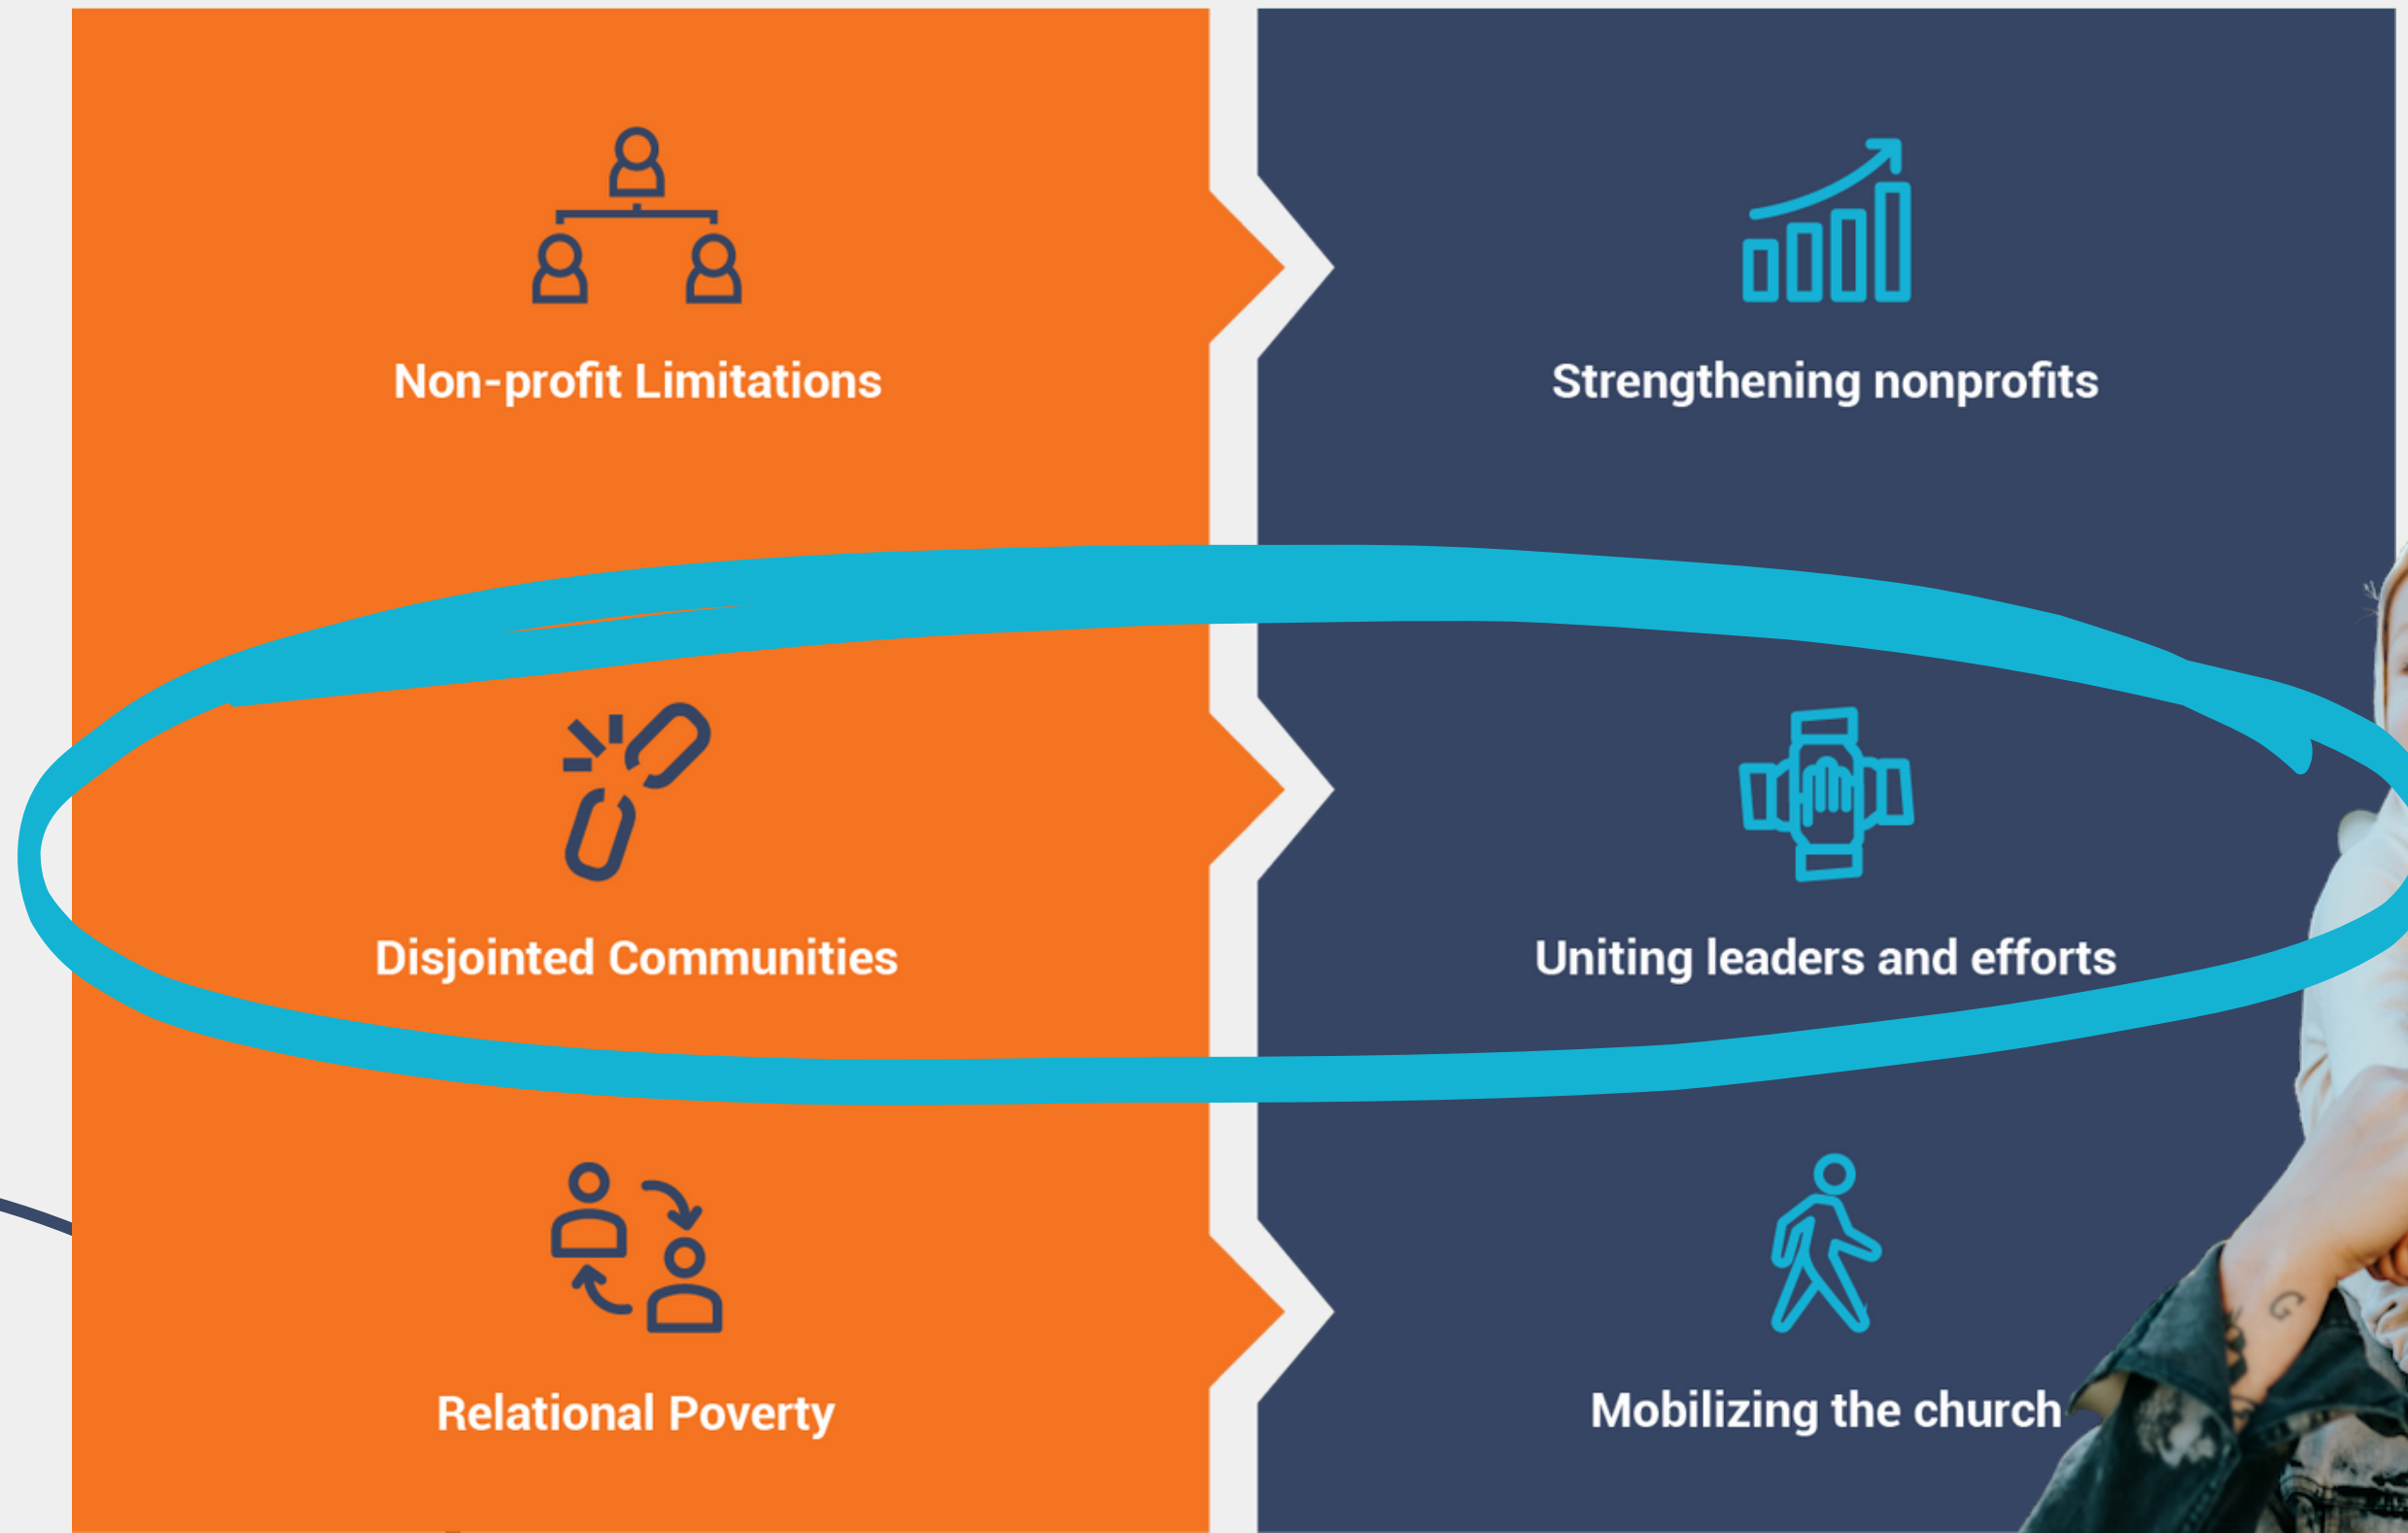 Non-profit Limitations
Strengthening nonprofits
Disjointed Communities
Uniting leaders and efforts
Relational Poverty
Mobilizing the church
G